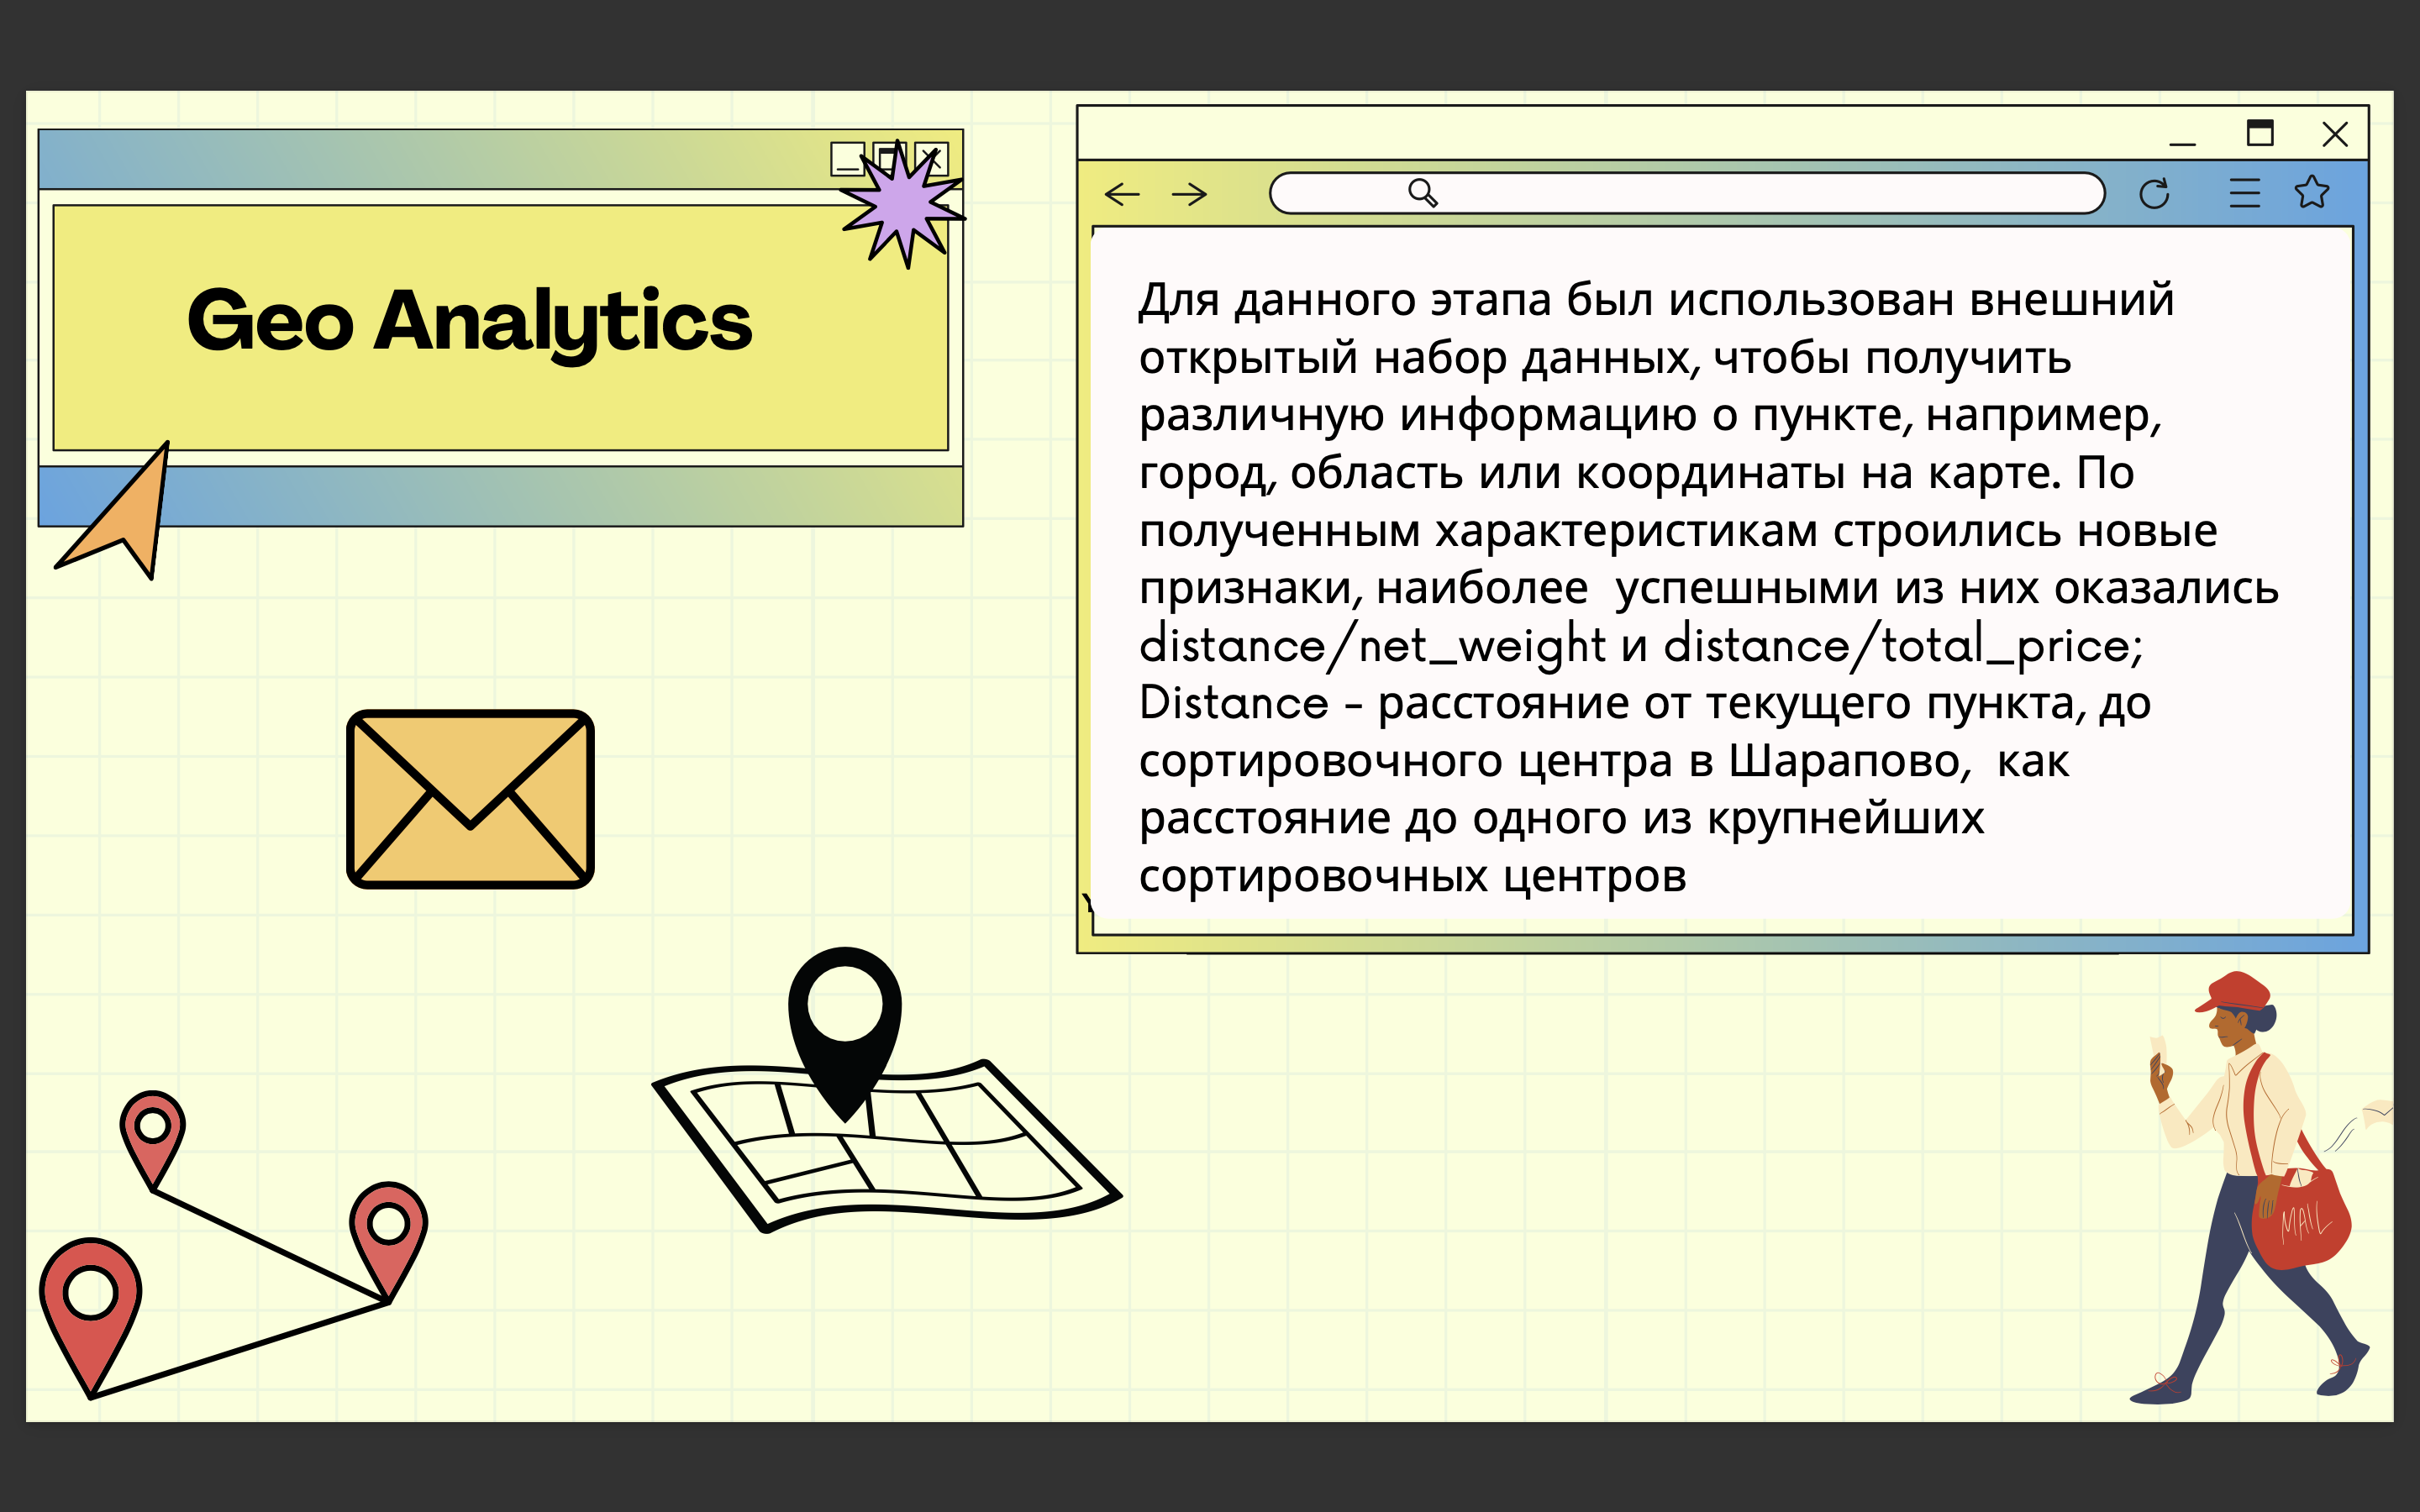 Geo Analytics
Для данного этапа был использован внешний
открытый набор данных, чтобы получить
различную информацию о пункте, например,
город, область или координаты на карте. По
полученным характеристикам строились новые
признаки, наиболее  успешными из них оказались
distance/net_weight и distance/total_price;
Distance - расстояние от текущего пункта, до
сортировочного центра в Шарапово,  как
расстояние до одного из крупнейших
сортировочных центров
MAIL